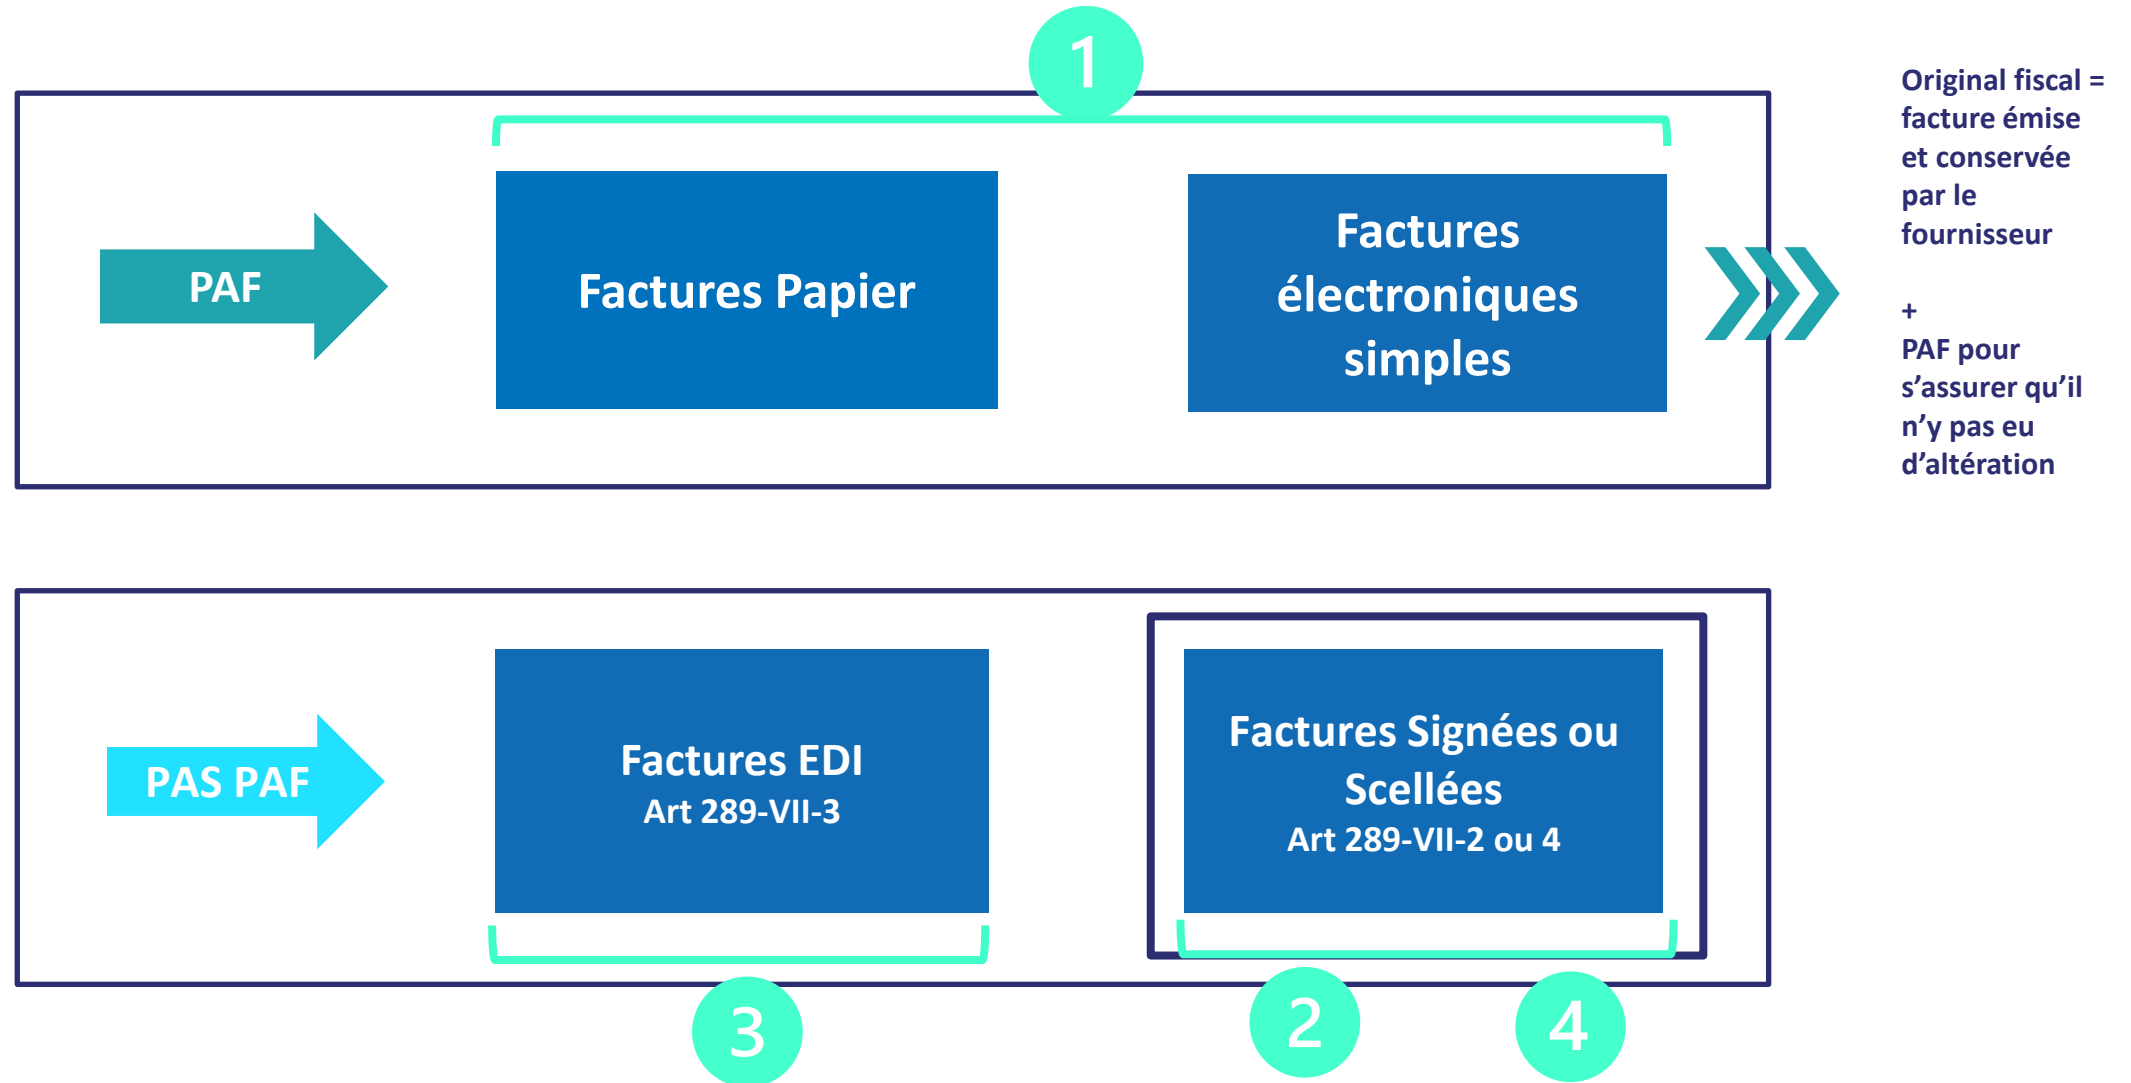 1
PAF
Factures Papier
Factures
électroniques
simples
Original fiscal =
facture émise
et conservée
par le
fournisseur
+
PAF pour
s’assurer qu’il
n’y pas eu
d’altération
PAS PAF
Factures EDI
Art 289-VII-3
Factures Signées ou
Scellées
Art 289-VII-2 ou 4
3
2
4